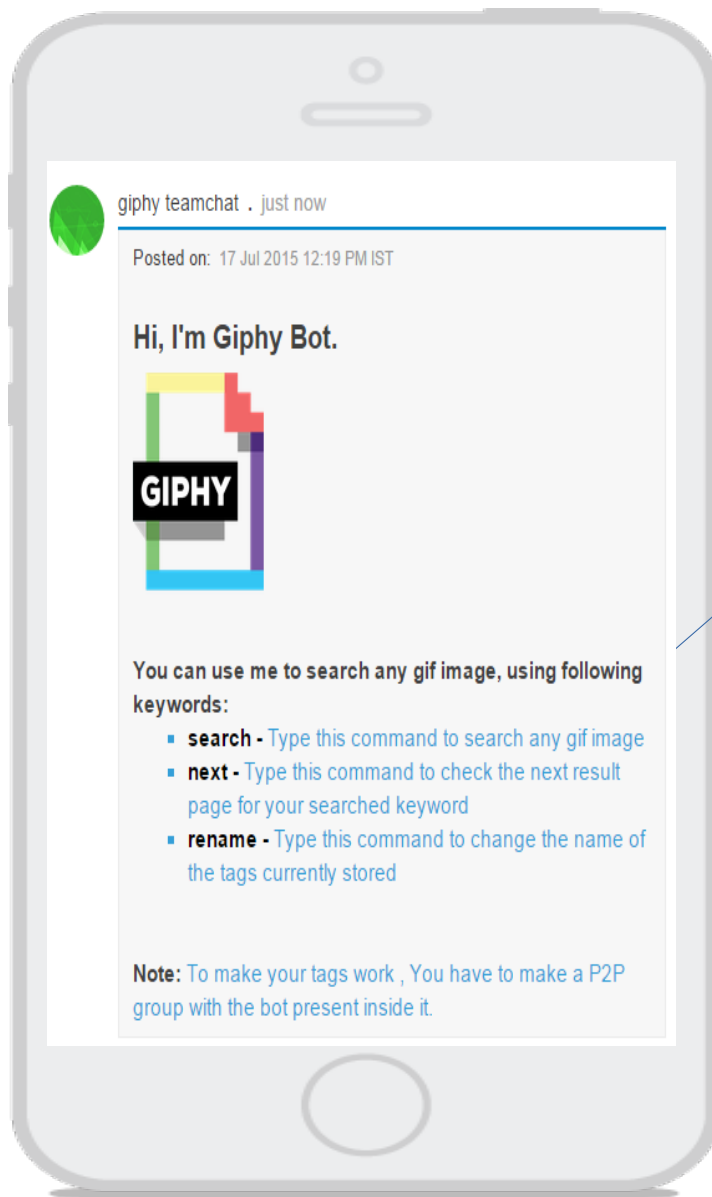 giphy teamchat . just now
Posted on: 17 Jul 2015 12:19 PM IST
Hi, I'm Giphy Bot.
GIPHY
You can use me to search any gif image, using following
keywords:
search - Type this command to search any gif image
next - Type this command to check the next result
page for your searched keyword
rename - Type this command to change the name of
the tags currently stored
Note: To make your tags work , You have to make a P2P
group with the bot present inside it.